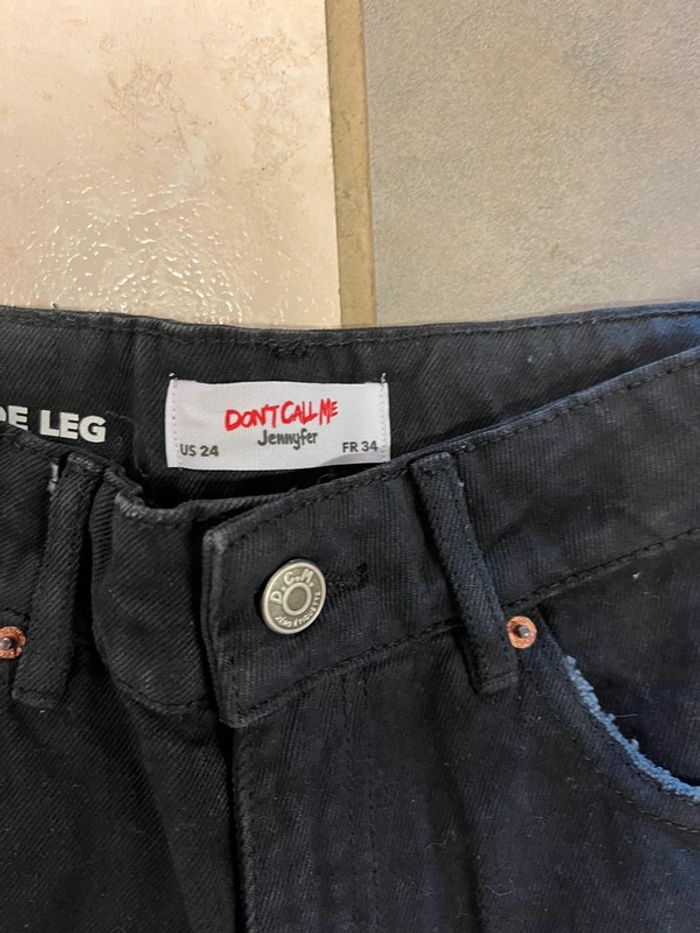 DE LEG
DON'T CALL ME
Jennyfer
US 24
FR 34
D.C.M.